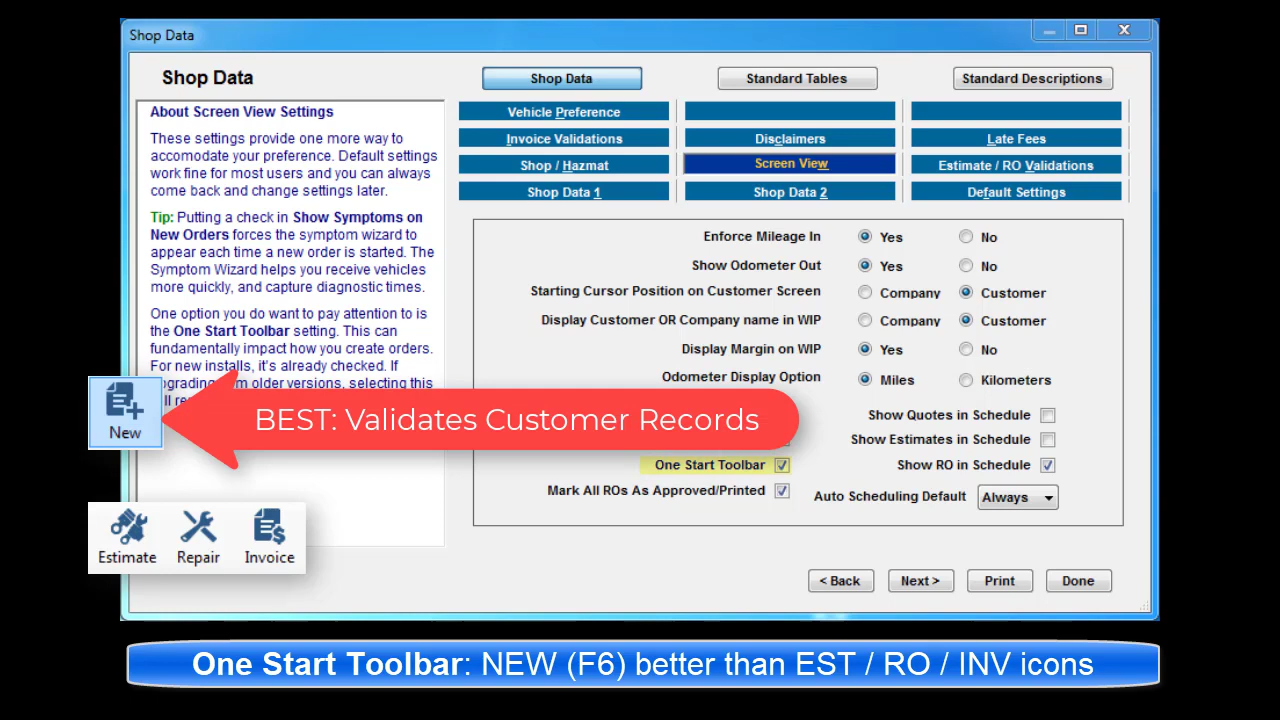 Shop Data
Shop Data
Shop Data
Standard Tables
Standard Descriptions
About Screen View Settings
These settings provide one more way to
accomodate your preference. Default settings
work fine for most users and you can always
come back and change settings later.
Tip: Putting a check in Show Symptoms on
New Orders forces the symptom wizard to
appear each time a new order is started. The
Symptom Wizard helps you receive vehicles
more quickly, and capture diagnostic times.
One option you do want to pay attention to is
the One Start Toolbar setting. This can
fundamentally impact how you create orders.
For new installs, it's already checked. If
older versions, selecting this
Vehicle Preference
Invoice Validations
Disclaimers
Late Fees
Shop / Hazmat
Screen View
Estimate / RO Validations
Shop Data 1
Shop Data 2
Default Settings
Enforce Mileage In
Yes
No
Show Odometer Out
Yes
No
Starting Cursor Position on Customer Screen
Company
Customer
Display Customer OR Company name in WIP
Company
Customer
Display Margin on WIP
Yes
No
Odometer Display Option
Miles
Kilometers
Show Quotes in Schedule
Show Estimates in Schedule
One Start Toolbar
Show RO in Schedule
Mark All ROs As Approved/Printed
Auto Scheduling Default
Always
New
BEST: Validates Customer Records
Estimate
Repair
Invoice
< Back
Next >
Print
Done
One Start Toolbar: NEW (F6) better than EST / RO / INV icons